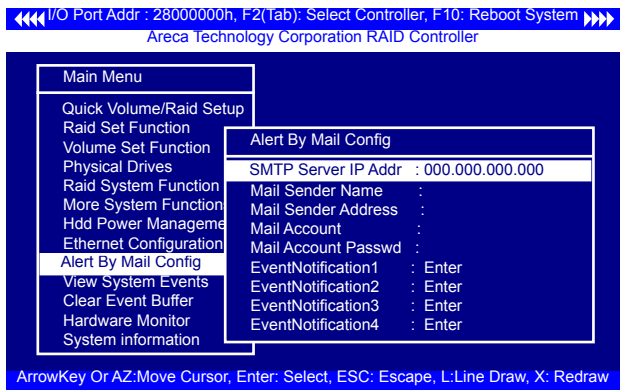 I/O Port Addr : 28000000h, F2(Tab): Select Controller, F10: Reboot System
Areca Technology Corporation RAID Controller
Main Menu
Quick Volume/Raid Setup
Raid Set Function
Volume Set Function
Physical Drives
Raid System Function
More System Function
Hdd Power Manageme
Ethernet Configuration
Alert By Mail Config
View System Events
Clear Event Buffer
Hardware Monitor
System information
Alert By Mail Config
SMTP Server IP Addr : 000.000.000.000
Mail Sender Name :
Mail Sender Address :
Mail Account :
Mail Account Passwd :
EventNotification1 : Enter
EventNotification2 : Enter
EventNotification3 : Enter
EventNotification4 : Enter
ArrowKey Or AZ:Move Cursor, Enter: Select, ESC: Escape, L:Line Draw, X: Redraw